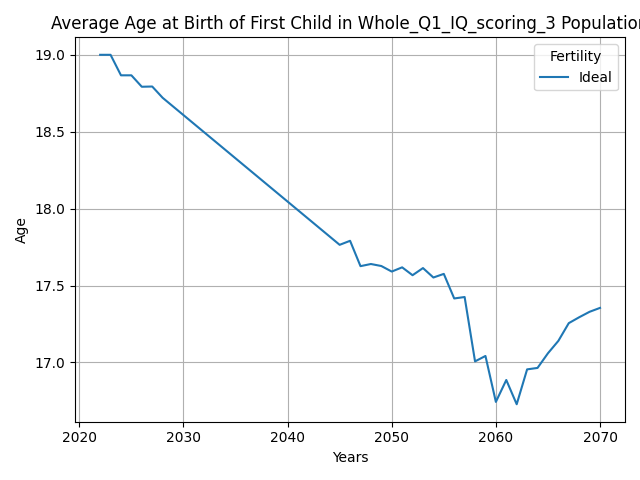 Average Age at Birth of First Child in Whole_Q1_IQ_scoring_3 Population
Fertility
Ideal
19.0
18.5
18.0
17.5
17.0
Age
2020 2030 2040 2050 2060 2070
Years